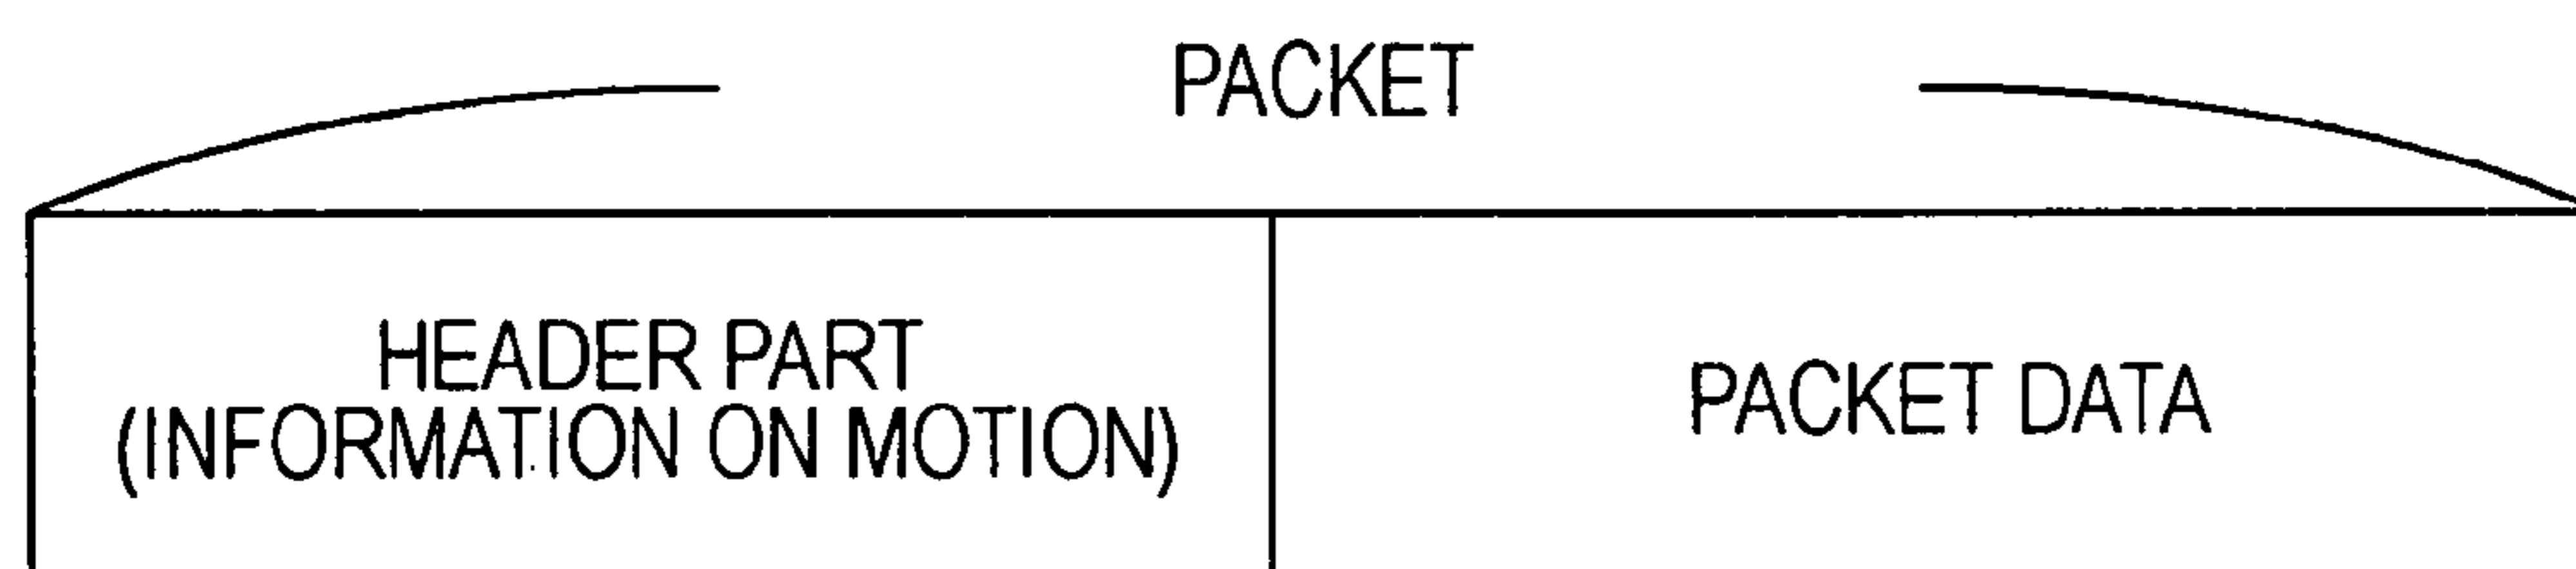 PACKET
HEADER PART
(INFORMATION ON MOTION)
PACKET DATA